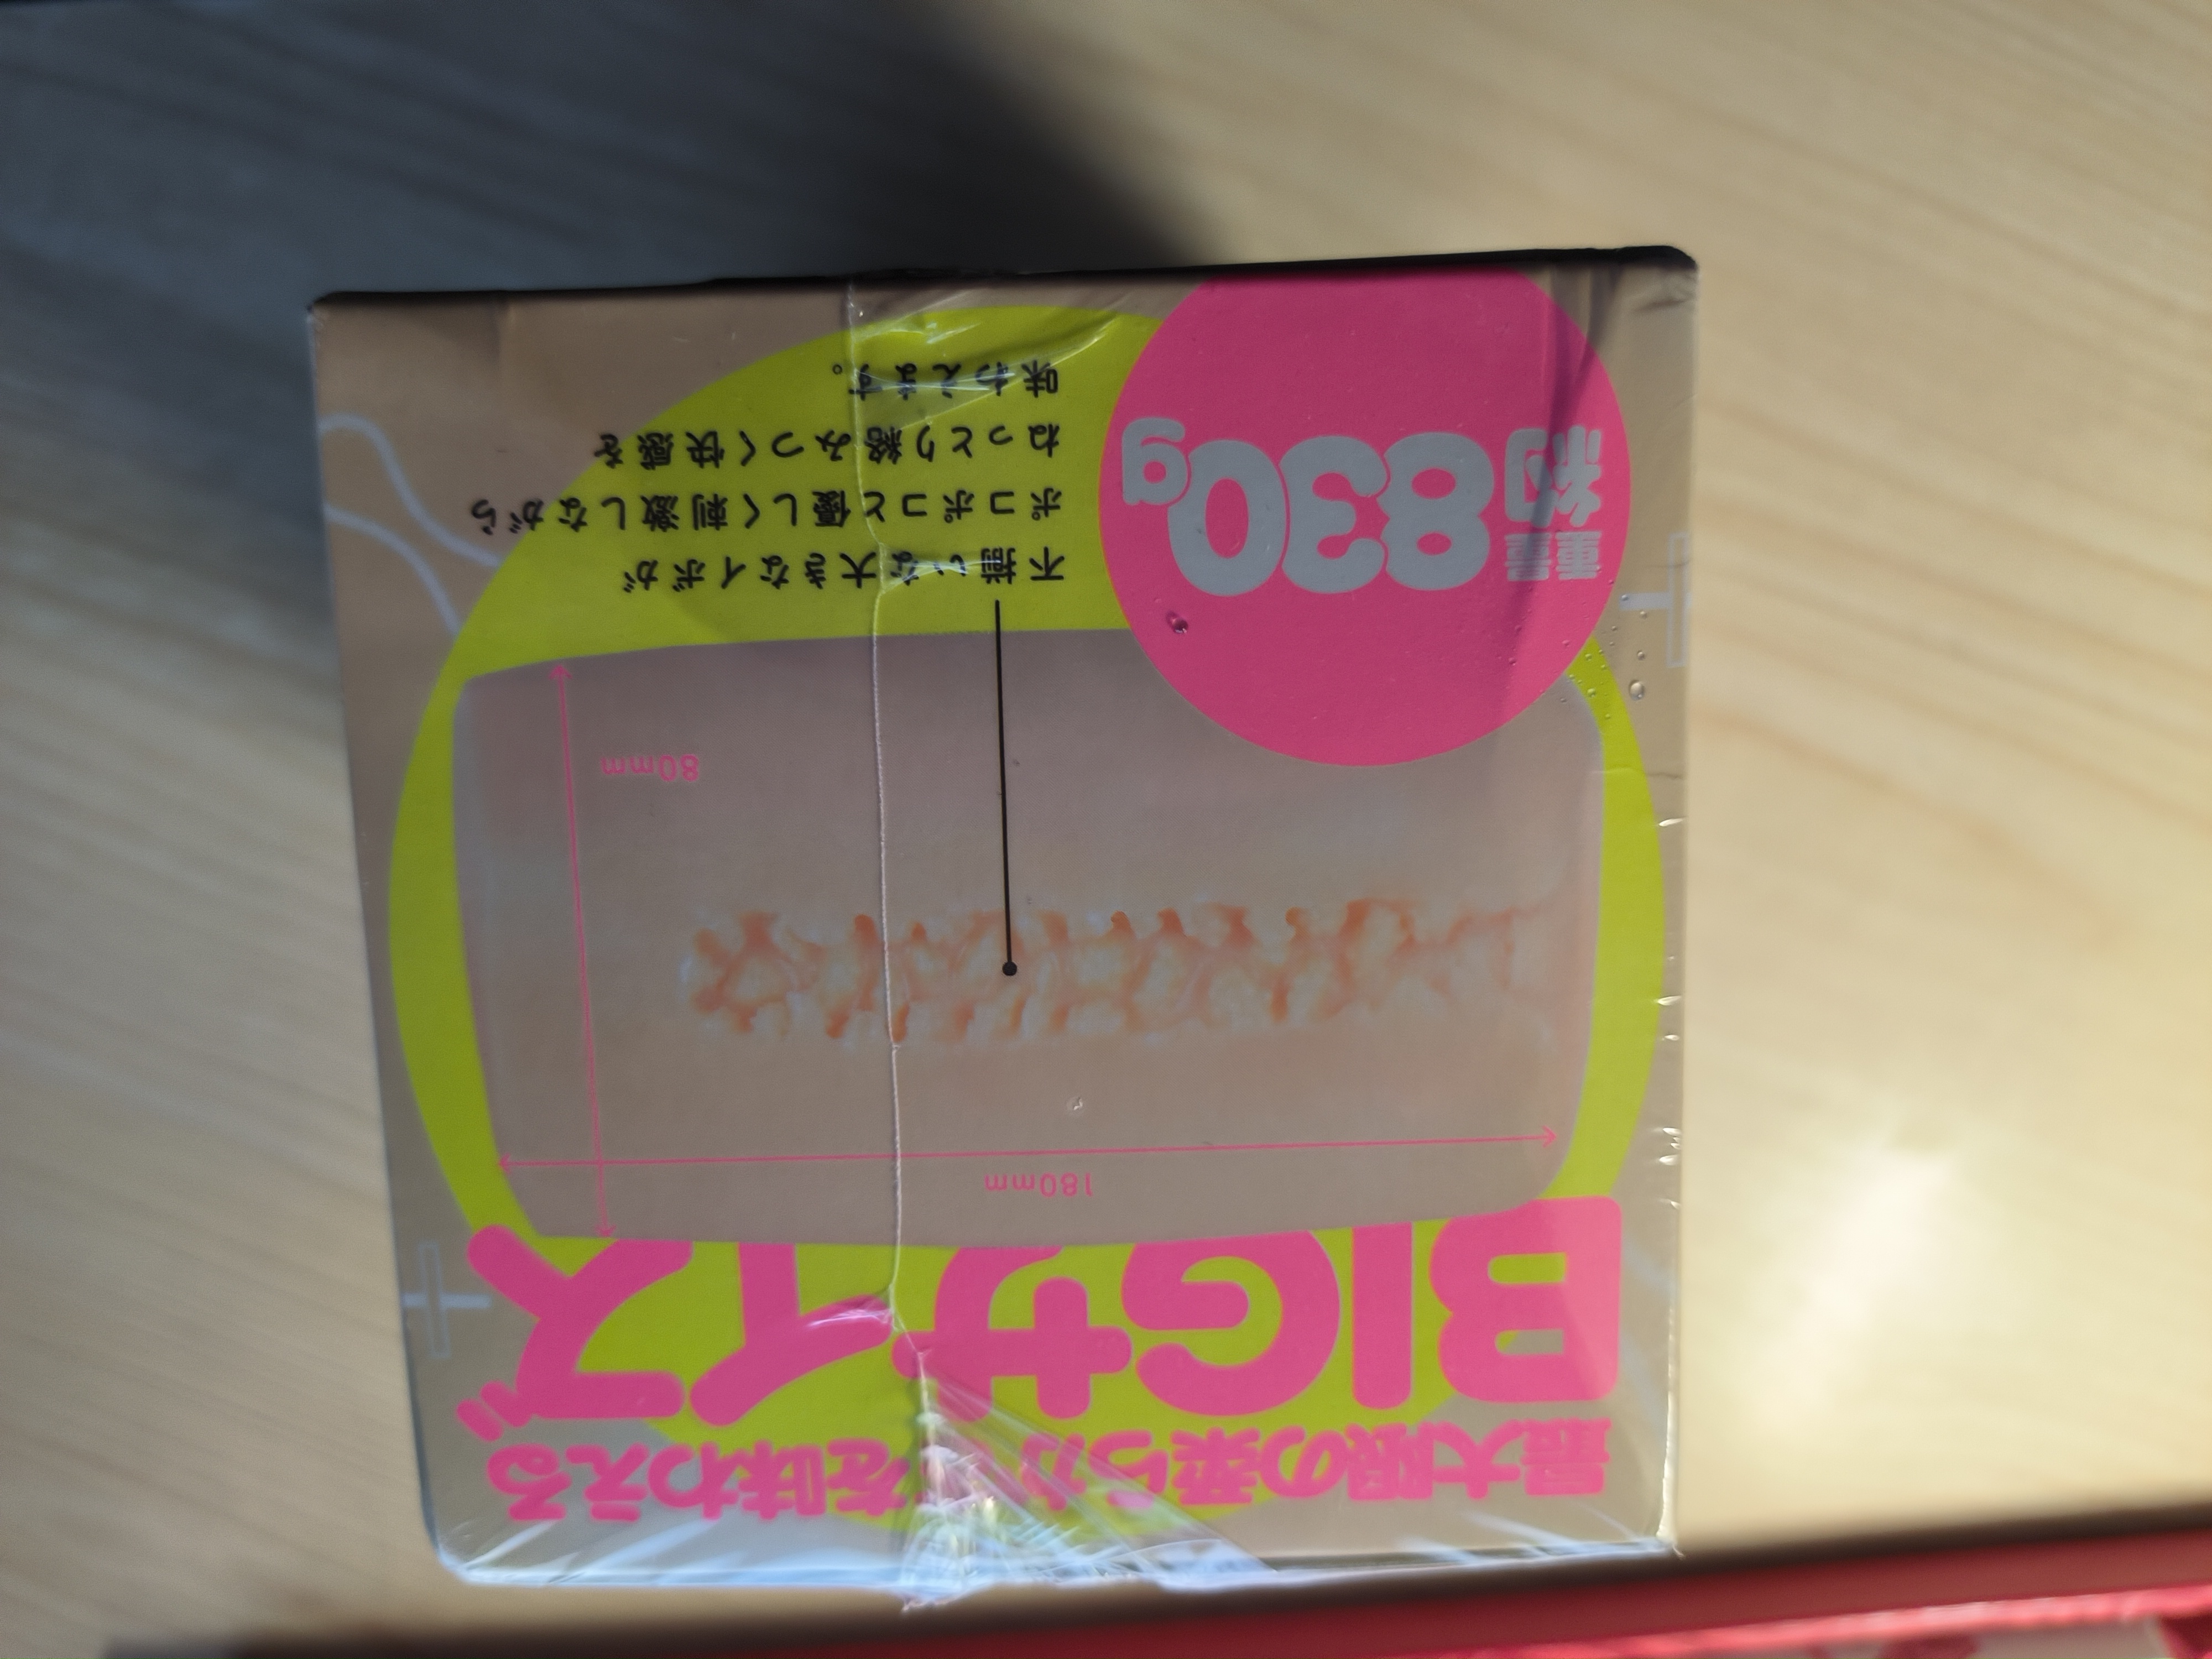 最大限の柔らかさを味わえる
BIGサイズ
180mm
80mm
不揃いな大きなイボが
ポコポコと優しく刺激しながら
ねっとり絡みつく快感を
味わえます。
重量
約830g